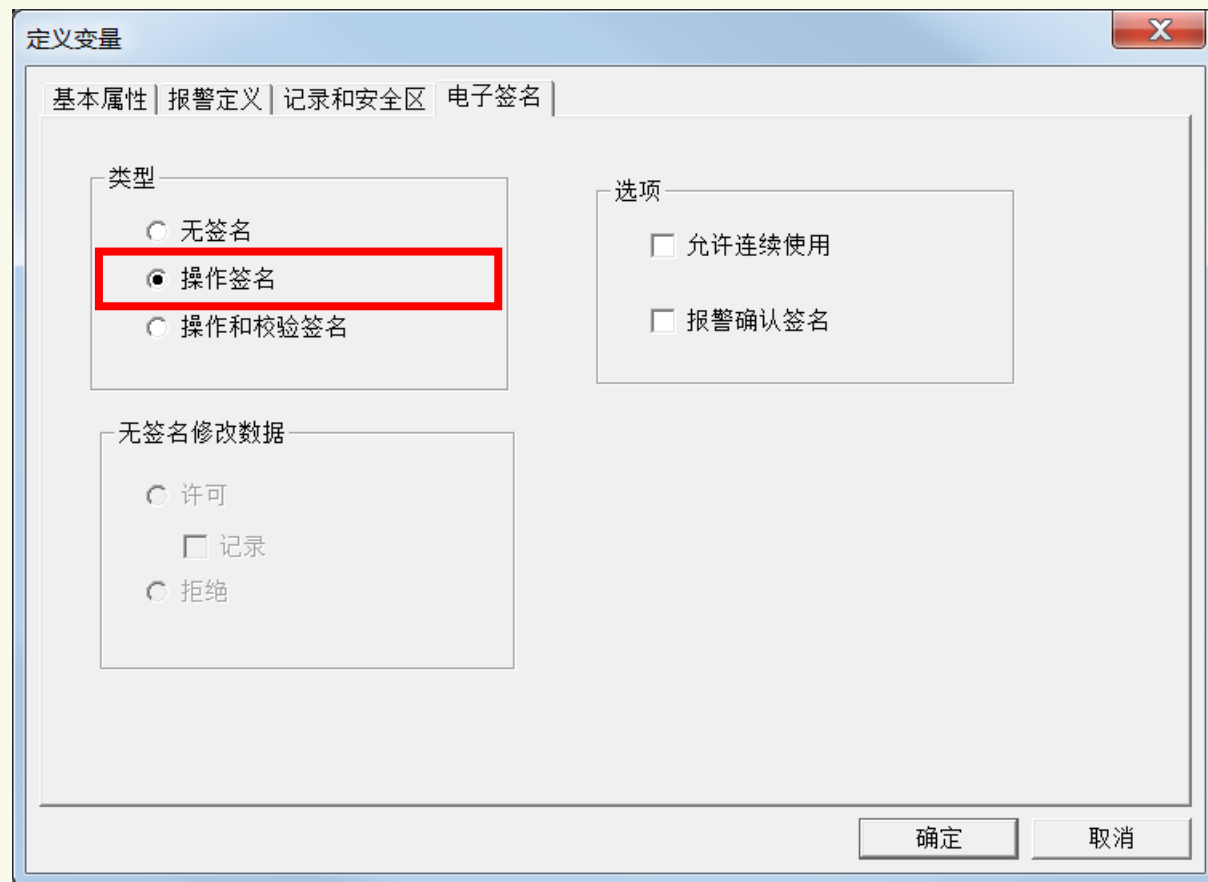 定义变量
基本属性 报警定义 记录和安全区 电子签名
类型
无签名
操作签名
操作和校验签名
选项
允许连续使用
报警确认签名
无签名修改数据
许可
记录
拒绝
确定 取消